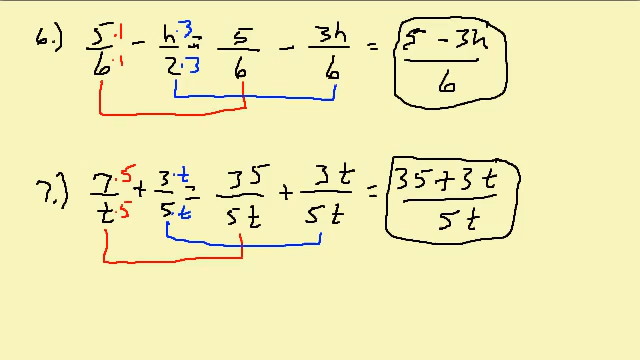 6.) 5·1/6·1 - h·3/2·3 = 5/6 - 3h/6 = 5 - 3h/6
7.) 7·5/t·5 + 3·t/5·t = 35/5t + 3t/5t = 35+3t/5t